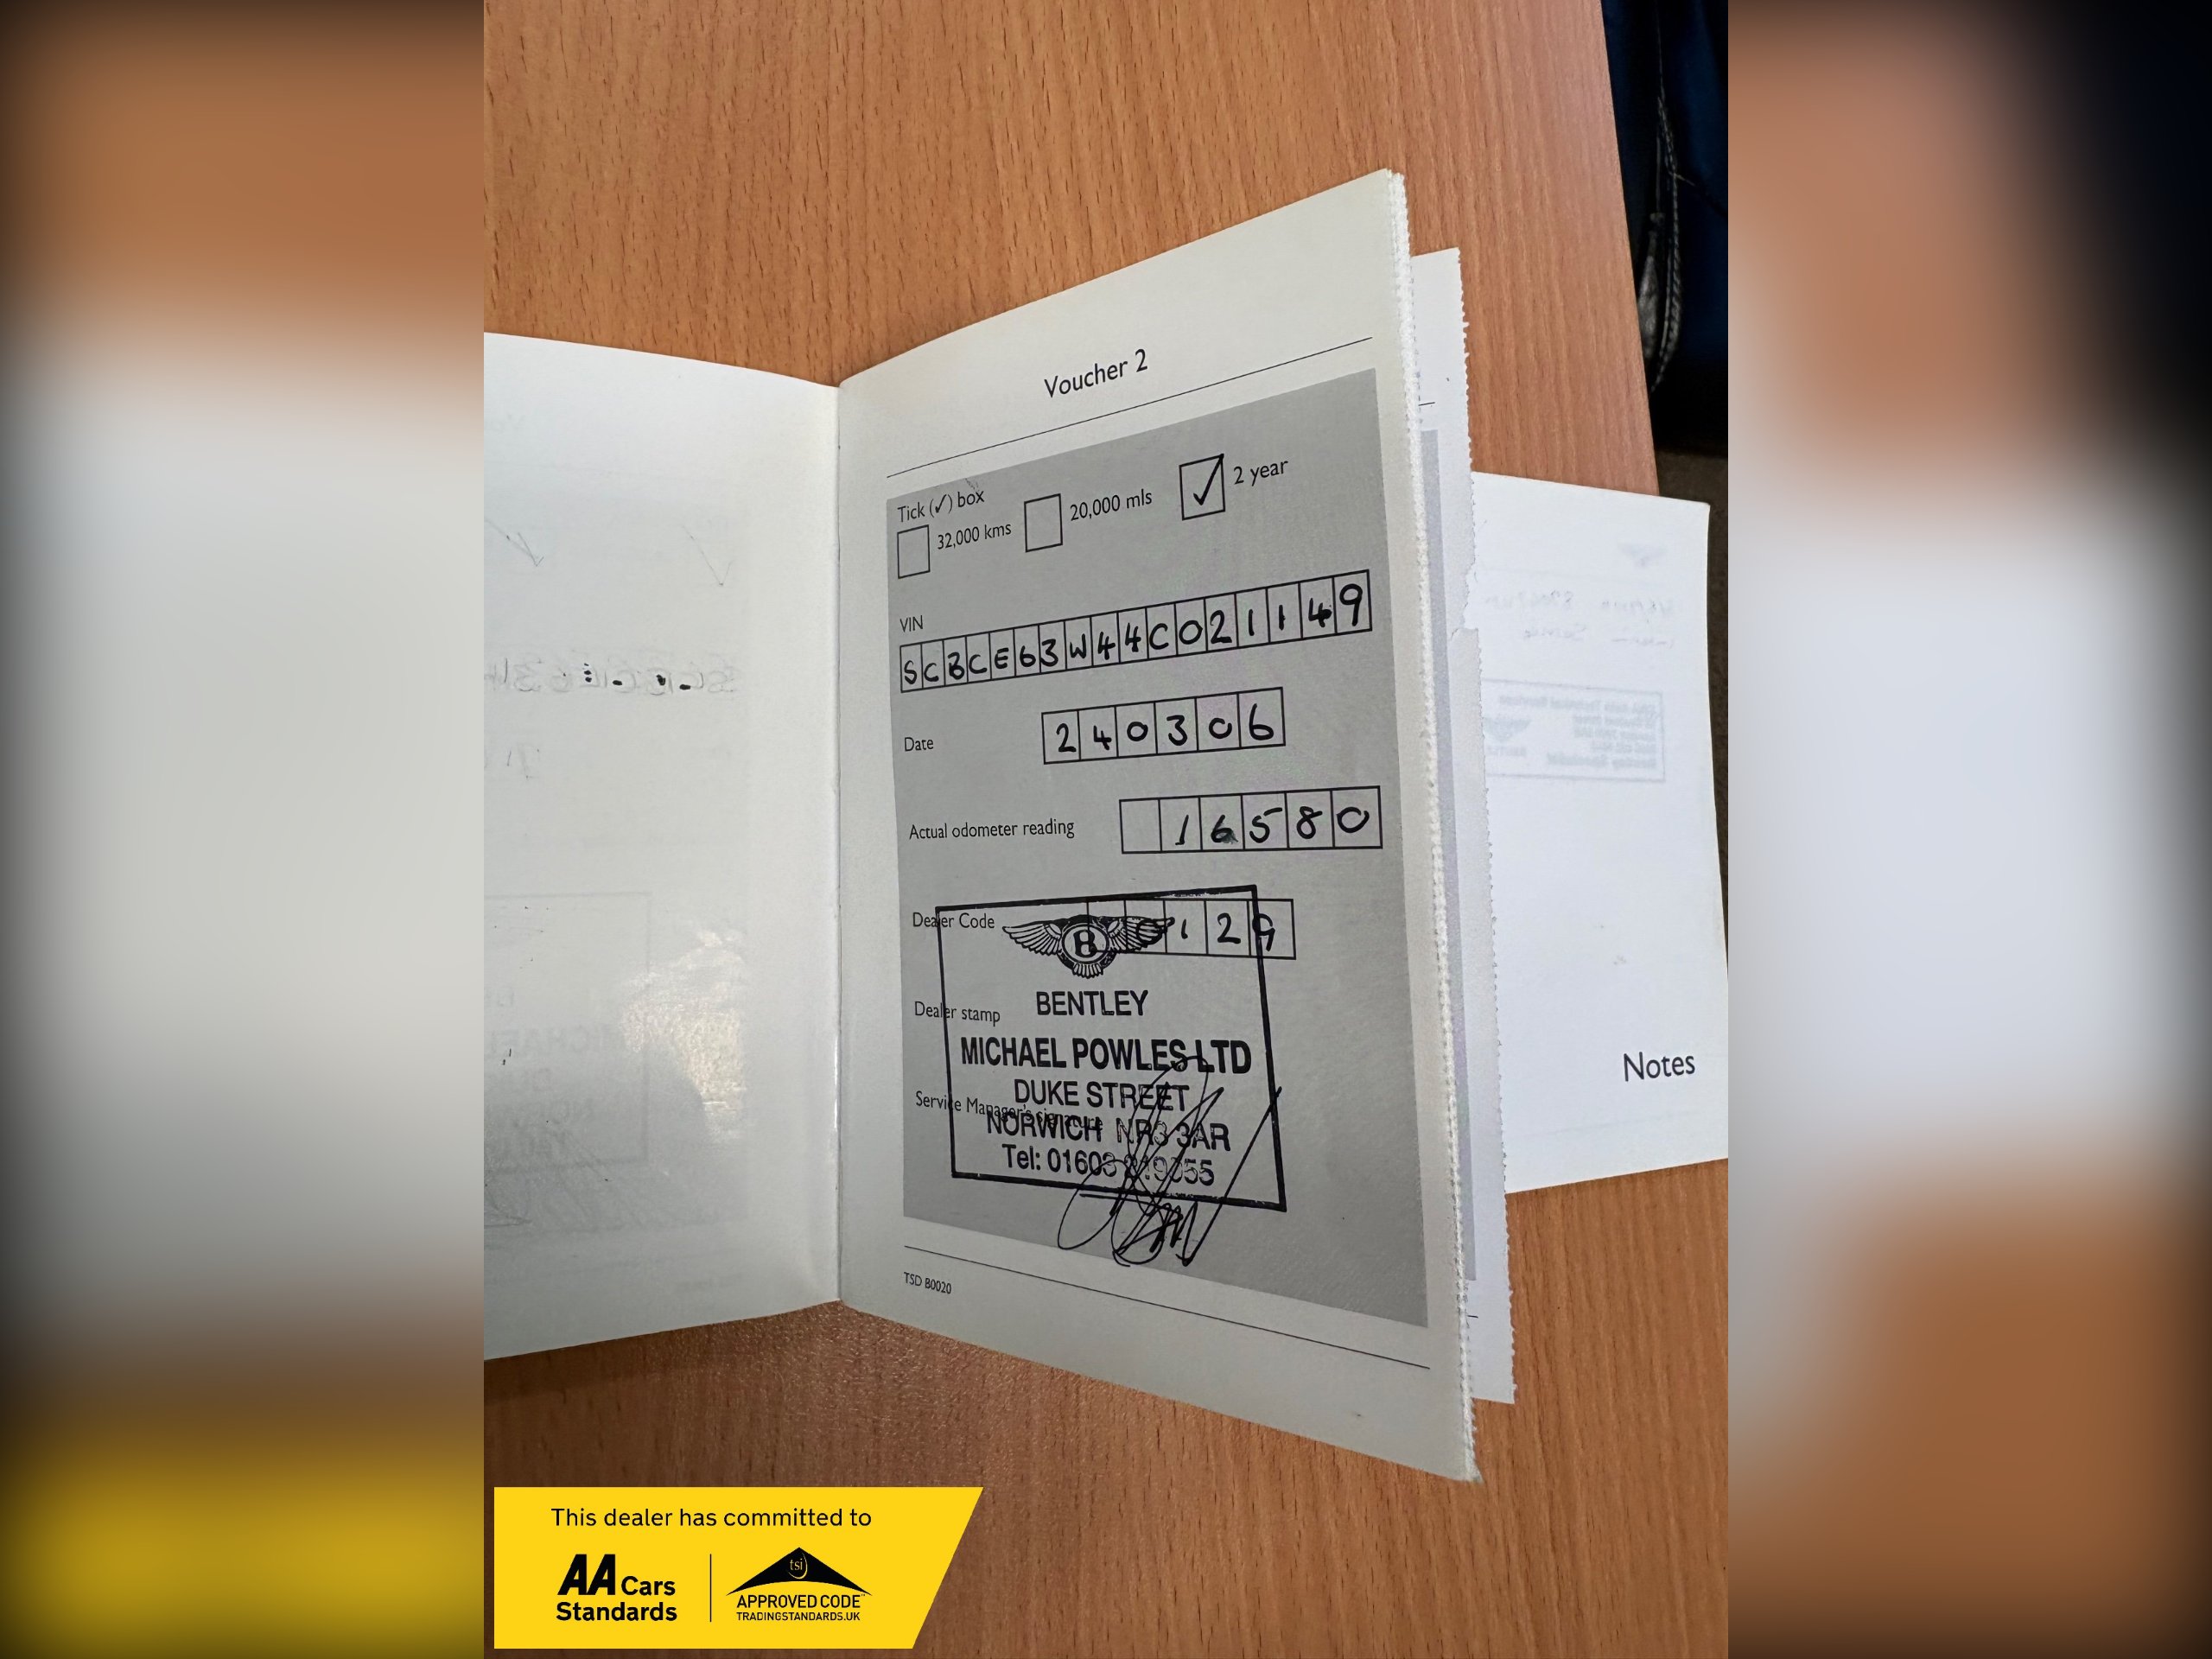 Voucher 2
Tick (✓) box
32,000 kms
20,000 mls
✓ 2 year
VIN
SCBCE63W44C021149
Date
240306
Actual odometer reading
16580
Dealer Code
0129
B
Dealer stamp
BENTLEY
MICHAEL POWLES LTD
DUKE STREET
Service Manager's signature
NORWICH NR3 3AR
Tel: 01603
TSD B0020
Notes
This dealer has committed to
AA Cars
Standards
tsi
APPROVED CODE
TRADINGSTANDARDS.UK